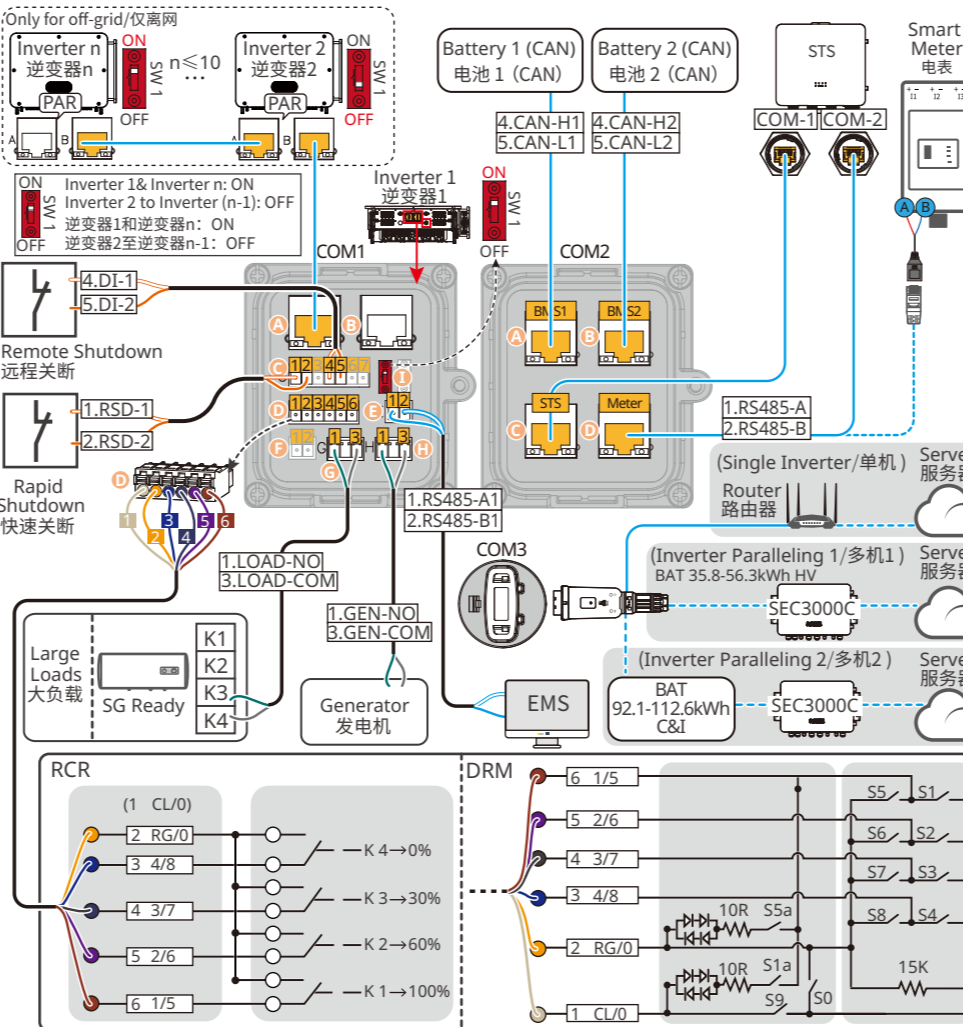 Only for off-grid/仅离网
Inverter n
逆变器n
PAR
A
B
ON
SW 1
OFF
n≤10
...
Inverter 2
逆变器2
PAR
A
B
ON
SW 1
OFF
ON
SW 1
OFF
Inverter 1& Inverter n: ON
Inverter 2 to Inverter (n-1): OFF
逆变器1和逆变器n：ON
逆变器2至逆变器n-1：OFF
Battery 1 (CAN)
电池 1（CAN）
4.CAN-H1
5.CAN-L1
Battery 2 (CAN)
电池 2（CAN）
4.CAN-H2
5.CAN-L2
STS
COM-1
COM-2
Smart
Meter
电表
+ -
+ -
+ -
I1
I2
I3
A
B
Inverter 1
逆变器1
ON
SW 1
OFF
COM1
A
B
C
1 2 3 4 5 6 7
I
D
1 2 3 4 5 6
E
1 2
F
1 2
G
1 3
G
H
1 3
H
COM2
BMS1
BMS2
A
B
STS
Meter
C
D
4.DI-1
5.DI-2
Remote Shutdown
远程关断
1.RSD-1
2.RSD-2
Rapid
Shutdown
快速关断
D
1
2
3
4
5
6
1.RS485-A
2.RS485-B
1.RS485-A1
2.RS485-B1
1.LOAD-NO
3.LOAD-COM
1.GEN-NO
3.GEN-COM
Large
Loads
大负载
SG Ready
K1
K2
K3
K4
Generator
发电机
EMS
COM3
(Single Inverter/单机）
Router
路由器
(Inverter Paralleling 1/多机1）
BAT 35.8-56.3kWh HV
SEC3000C
(Inverter Paralleling 2/多机2）
BAT
92.1-112.6kWh
C&I
SEC3000C
RCR
(1 CL/0)
2 RG/0
3 4/8
4 3/7
5 2/6
6 1/5
K 4→0%
K 3→30%
K 2→60%
K 1→100%
DRM
6 1/5
5 2/6
4 3/7
3 4/8
2 RG/0
1 CL/0
10R
S5a
10R
S1a
S9
S0
S5
S1
S6
S2
S7
S3
S8
S4
15K